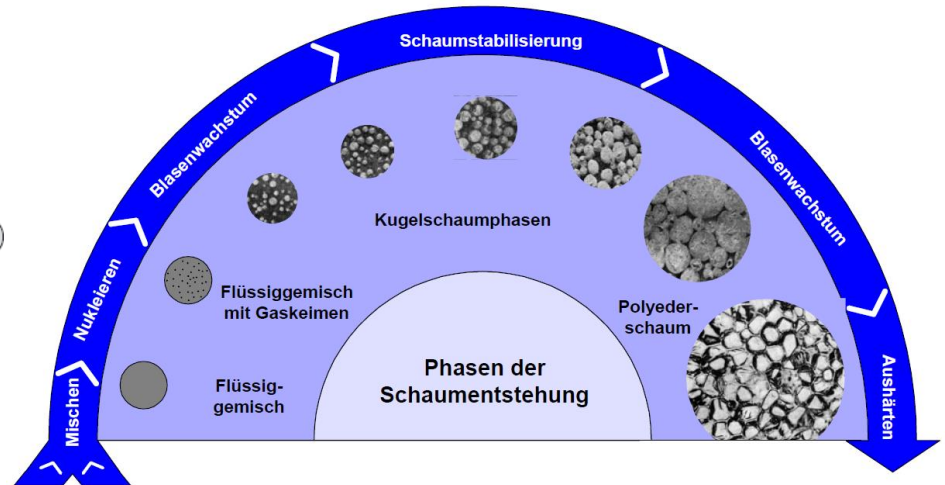 Mischen
Nukleieren
Blasenwachstum
Schaumstabilisierung
Blasenwachstum
Aushärten
Flüssig-
gemisch
Flüssiggemisch
mit Gaskeimen
Kugelschaumphasen
Polyeder-
schaum
Phasen der
Schaumentstehung